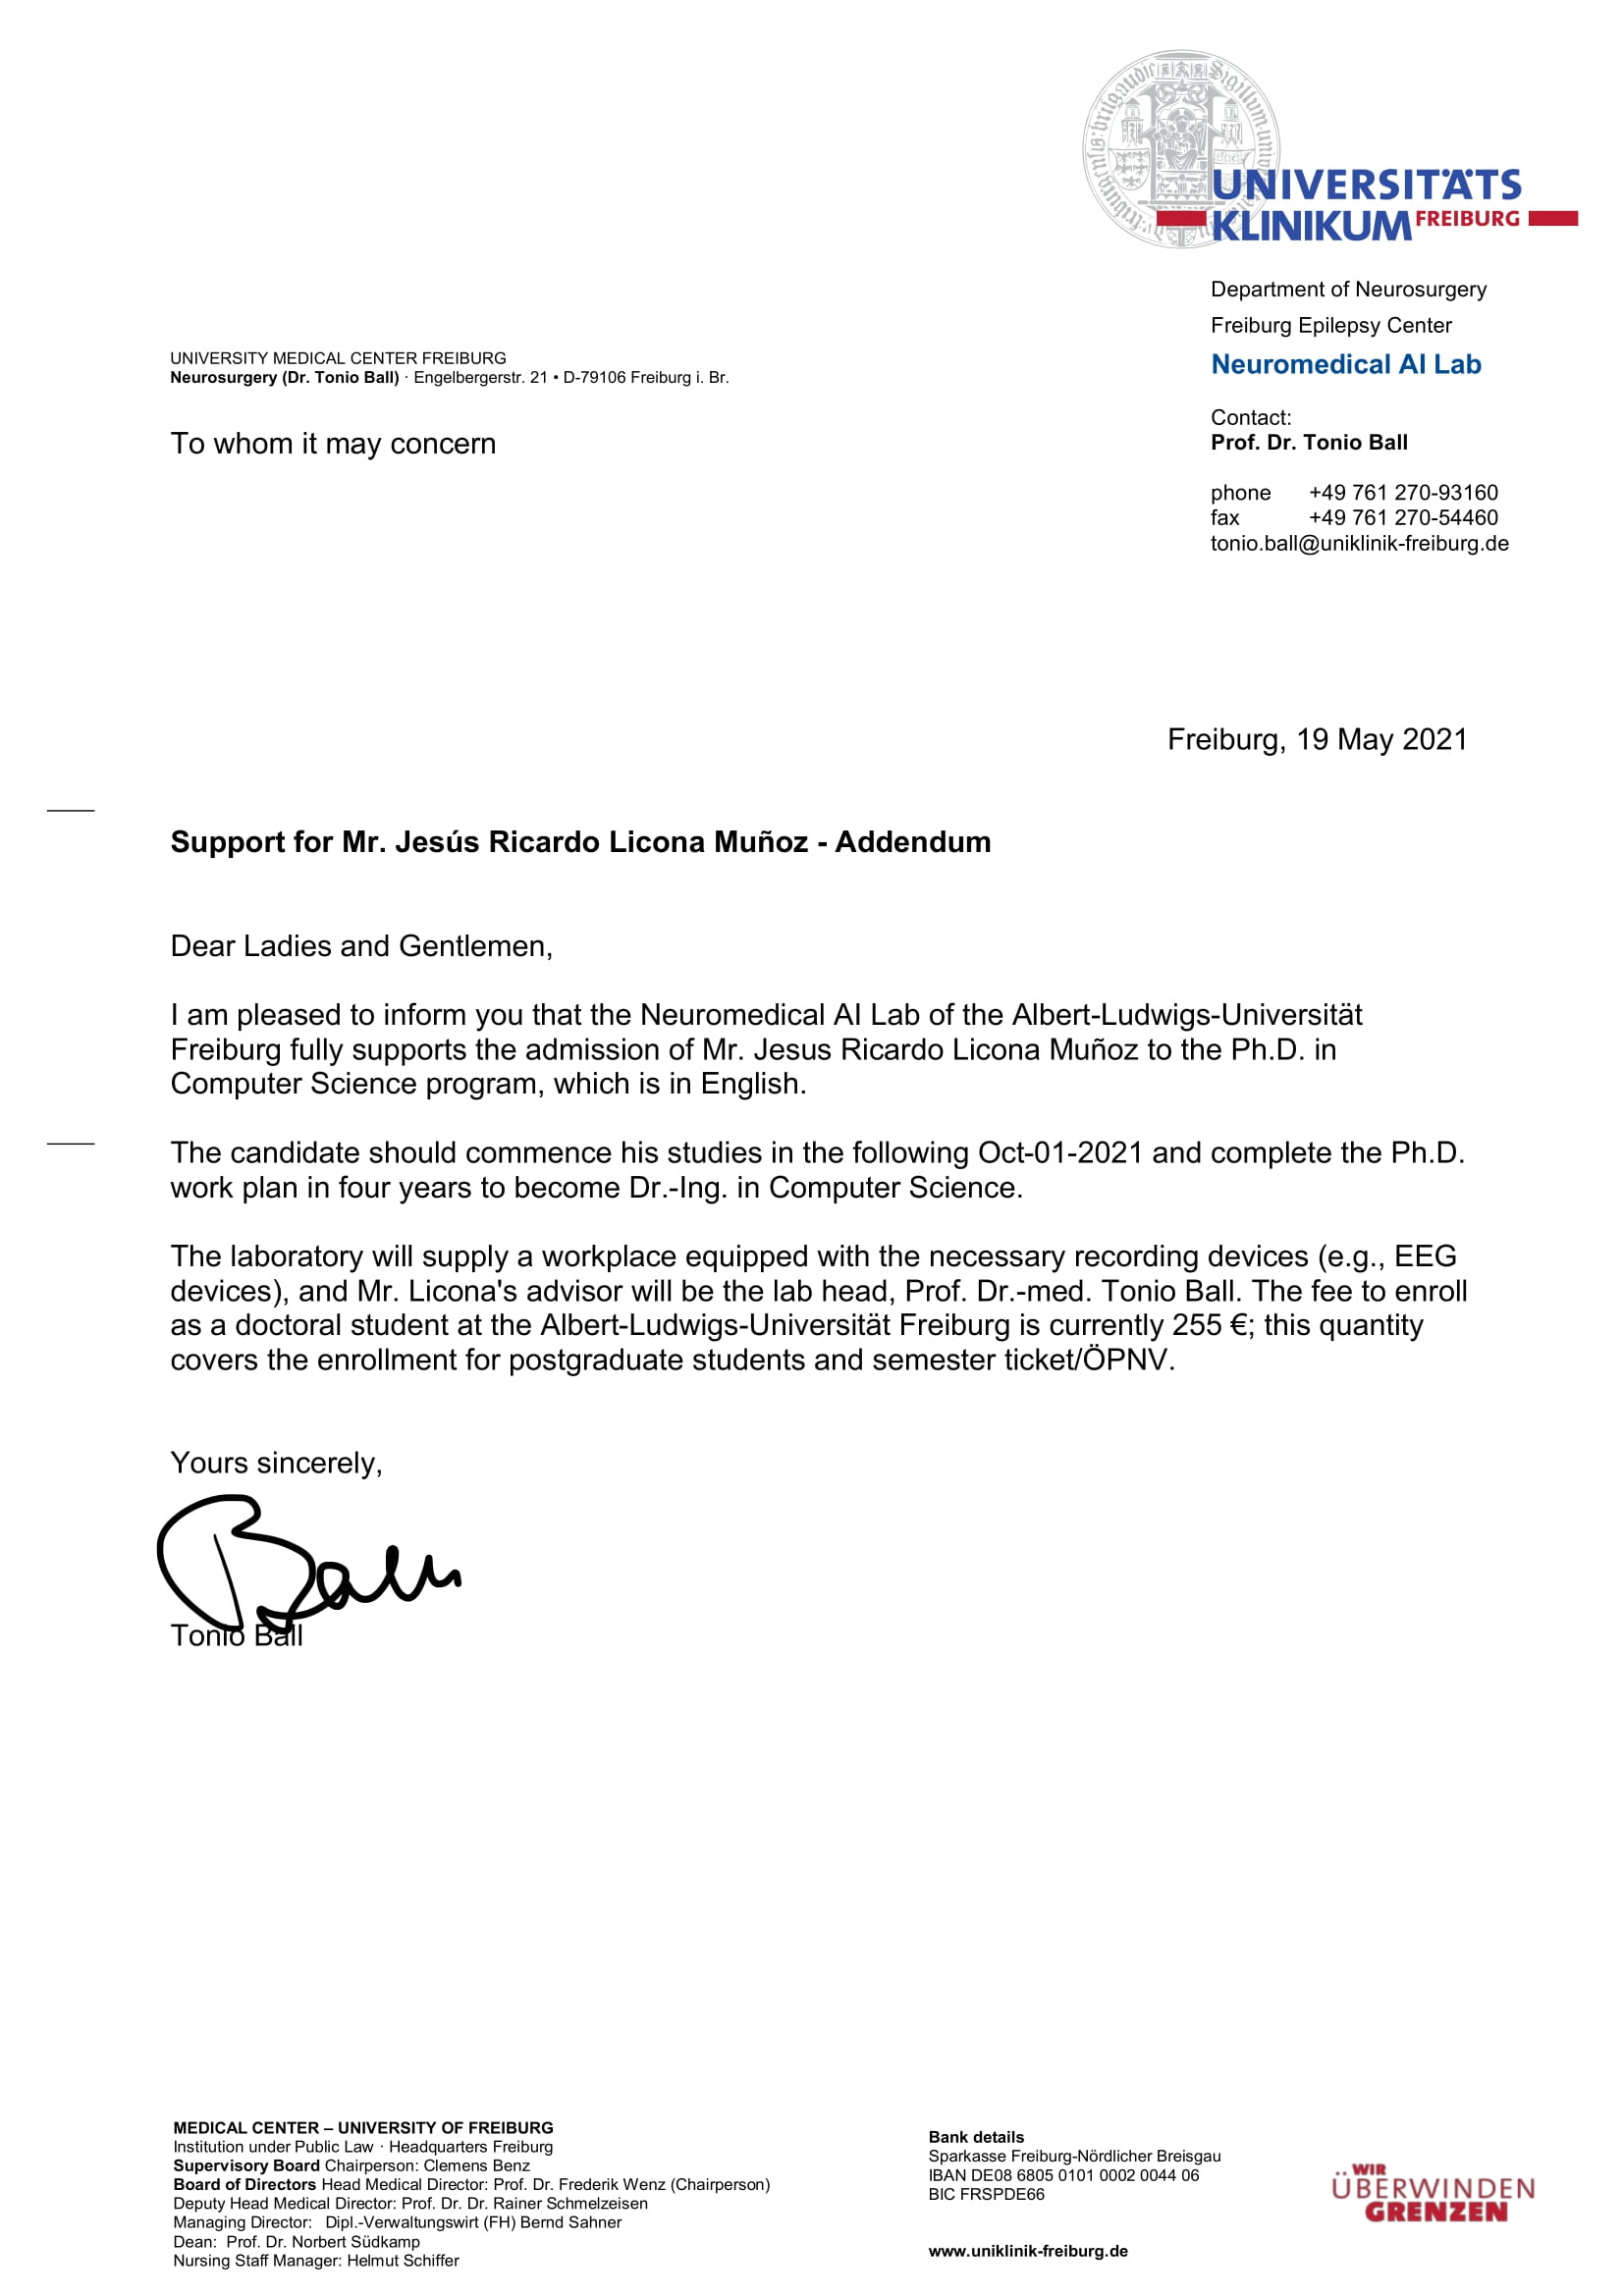 UNIVERSITÄTS
KLINIKUM FREIBURG
Department of Neurosurgery
Freiburg Epilepsy Center
Neuromedical AI Lab
Contact:
Prof. Dr. Tonio Ball
phone +49 761 270-93160
fax +49 761 270-54460
tonio.ball@uniklinik-freiburg.de
UNIVERSITY MEDICAL CENTER FREIBURG
Neurosurgery (Dr. Tonio Ball) · Engelbergerstr. 21 • D-79106 Freiburg i. Br.
To whom it may concern
Freiburg, 19 May 2021
Support for Mr. Jesús Ricardo Licona Muñoz - Addendum
Dear Ladies and Gentlemen,
I am pleased to inform you that the Neuromedical AI Lab of the Albert-Ludwigs-Universität
Freiburg fully supports the admission of Mr. Jesus Ricardo Licona Muñoz to the Ph.D. in
Computer Science program, which is in English.
The candidate should commence his studies in the following Oct-01-2021 and complete the Ph.D.
work plan in four years to become Dr.-Ing. in Computer Science.
The laboratory will supply a workplace equipped with the necessary recording devices (e.g., EEG
devices), and Mr. Licona's advisor will be the lab head, Prof. Dr.-med. Tonio Ball. The fee to enroll
as a doctoral student at the Albert-Ludwigs-Universität Freiburg is currently 255 €; this quantity
covers the enrollment for postgraduate students and semester ticket/ÖPNV.
Yours sincerely,
Ball
Tonio Ball
MEDICAL CENTER – UNIVERSITY OF FREIBURG
Institution under Public Law · Headquarters Freiburg
Supervisory Board Chairperson: Clemens Benz
Board of Directors Head Medical Director: Prof. Dr. Frederik Wenz (Chairperson)
Deputy Head Medical Director: Prof. Dr. Dr. Rainer Schmelzeisen
Managing Director: Dipl.-Verwaltungswirt (FH) Bernd Sahner
Dean: Prof. Dr. Norbert Südkamp
Nursing Staff Manager: Helmut Schiffer
Bank details
Sparkasse Freiburg-Nördlicher Breisgau
IBAN DE08 6805 0101 0002 0044 06
BIC FRSPDE66
www.uniklinik-freiburg.de
WIR
ÜBERWINDEN
GRENZEN